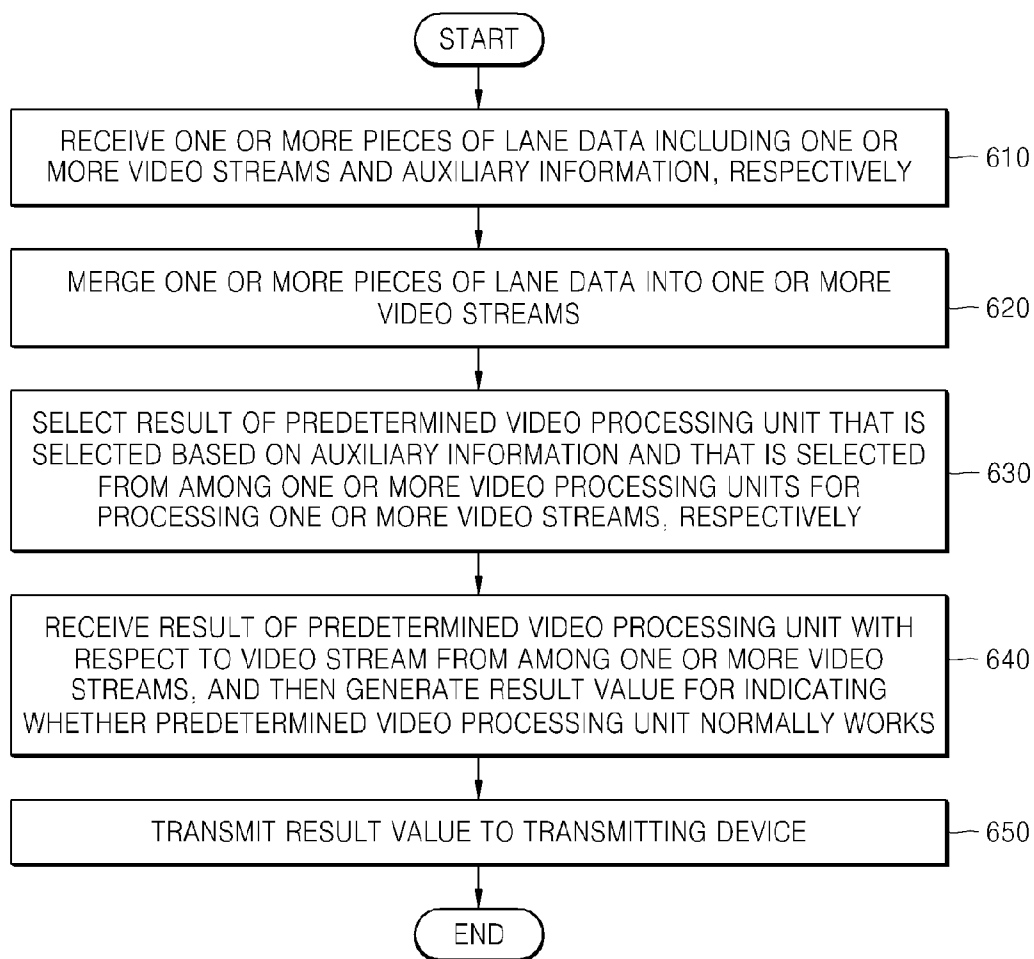 START
RECEIVE ONE OR MORE PIECES OF LANE DATA INCLUDING ONE OR
MORE VIDEO STREAMS AND AUXILIARY INFORMATION, RESPECTIVELY
610
MERGE ONE OR MORE PIECES OF LANE DATA INTO ONE OR MORE
VIDEO STREAMS
620
SELECT RESULT OF PREDETERMINED VIDEO PROCESSING UNIT THAT IS
SELECTED BASED ON AUXILIARY INFORMATION AND THAT IS SELECTED
FROM AMONG ONE OR MORE VIDEO PROCESSING UNITS FOR
PROCESSING ONE OR MORE VIDEO STREAMS, RESPECTIVELY
630
RECEIVE RESULT OF PREDETERMINED VIDEO PROCESSING UNIT WITH
RESPECT TO VIDEO STREAM FROM AMONG ONE OR MORE VIDEO
STREAMS, AND THEN GENERATE RESULT VALUE FOR INDICATING
WHETHER PREDETERMINED VIDEO PROCESSING UNIT NORMALLY WORKS
640
TRANSMIT RESULT VALUE TO TRANSMITTING DEVICE
650
END